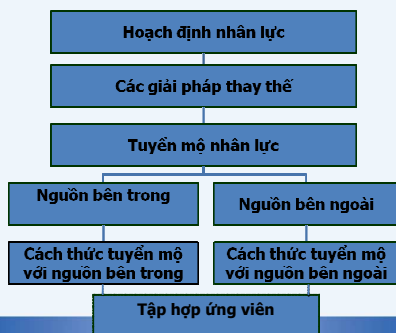 Hoạch định nhân lực
Các giải pháp thay thế
Tuyển mộ nhân lực
Nguồn bên trong
Nguồn bên ngoài
Cách thức tuyển mộ
với nguồn bên trong
Cách thức tuyển mộ
với nguồn bên ngoài
Tập hợp ứng viên